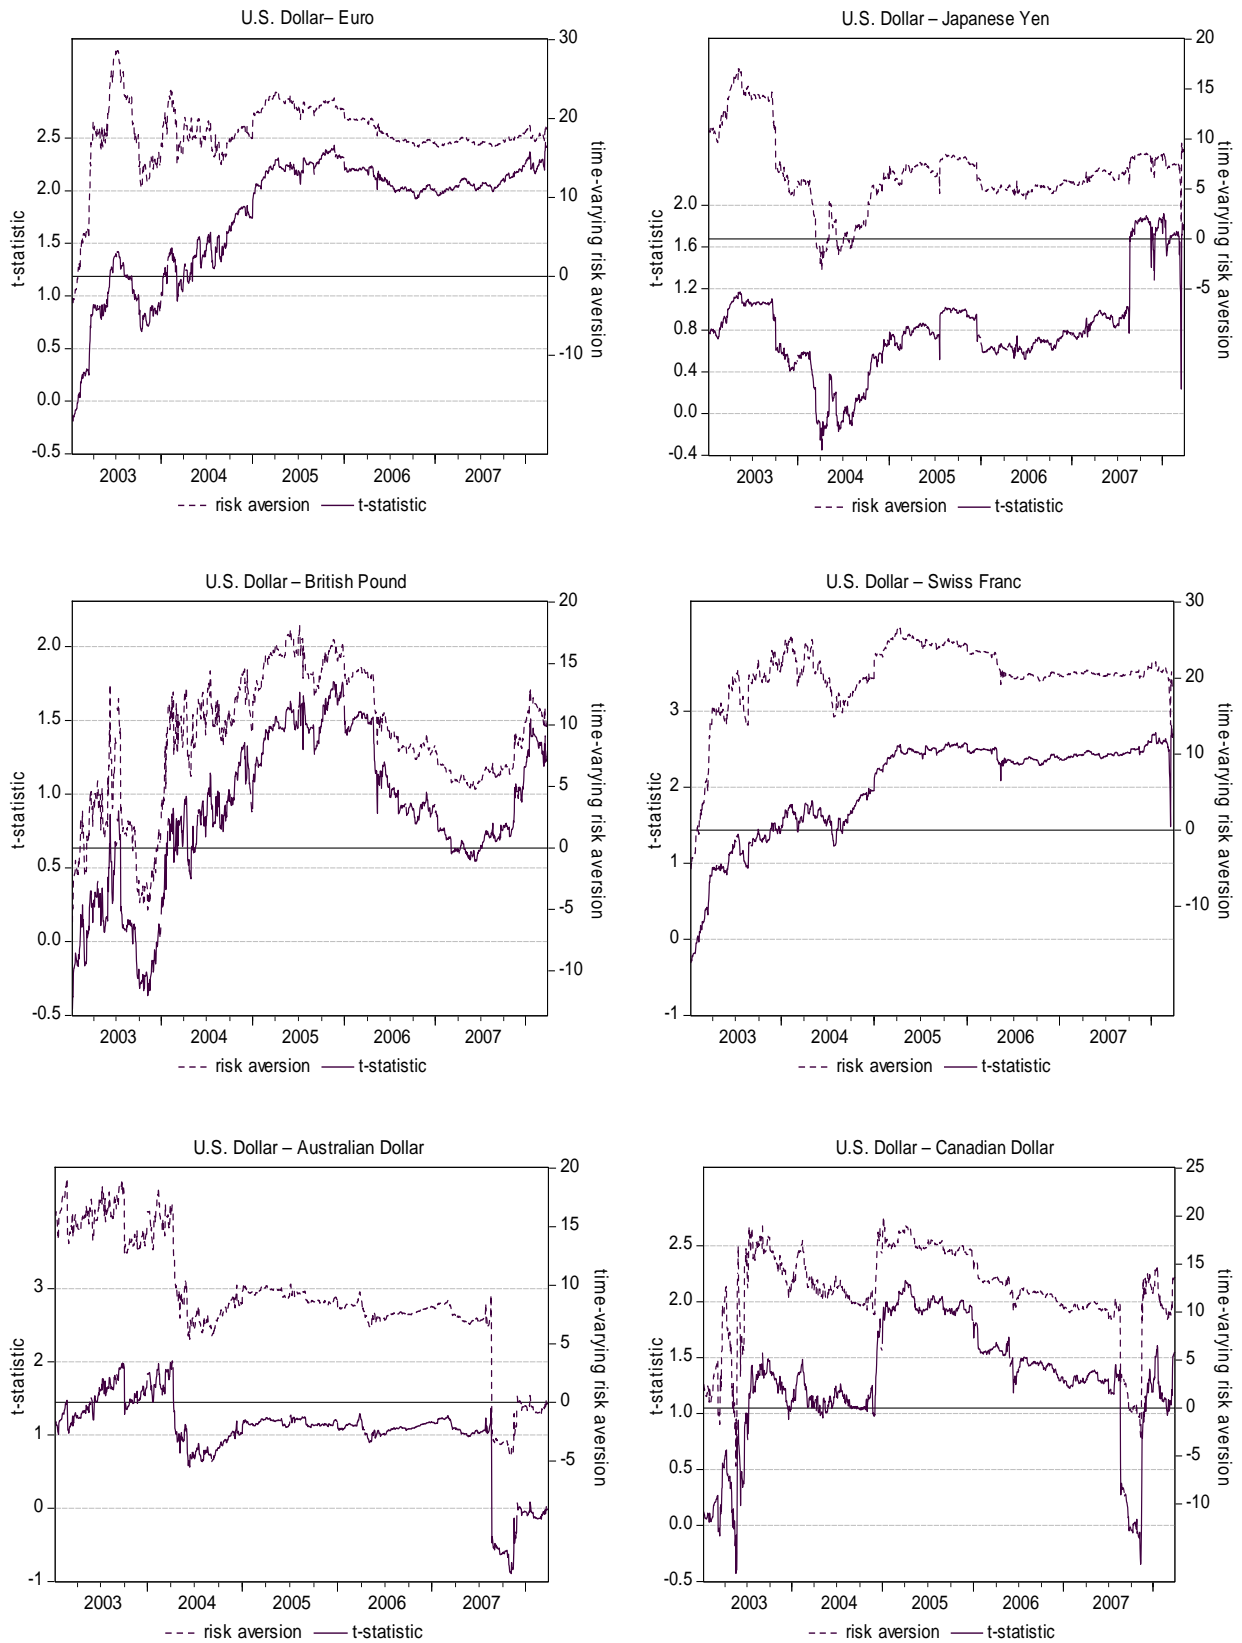 U.S. Dollar– Euro
30
20
10
0
-10
2.5
2.0
1.5
1.0
0.5
0.0
-0.5
t-statistic
time-varying risk aversion
2003 2004 2005 2006 2007
risk aversion t-statistic
U.S. Dollar – Japanese Yen
20
15
10
5
0
-5
2.0
1.6
1.2
0.8
0.4
0.0
-0.4
t-statistic
time-varying risk aversion
2003 2004 2005 2006 2007
risk aversion t-statistic
U.S. Dollar – British Pound
20
15
10
5
0
-5
-10
2.0
1.5
1.0
0.5
0.0
-0.5
t-statistic
time-varying risk aversion
2003 2004 2005 2006 2007
risk aversion t-statistic
U.S. Dollar – Swiss Franc
30
20
10
0
-10
3
2
1
0
-1
t-statistic
time-varying risk aversion
2003 2004 2005 2006 2007
risk aversion t-statistic
U.S. Dollar – Australian Dollar
20
15
10
5
0
-5
3
2
1
0
-1
t-statistic
time-varying risk aversion
2003 2004 2005 2006 2007
risk aversion t-statistic
U.S. Dollar – Canadian Dollar
25
20
15
10
5
0
-5
-10
2.5
2.0
1.5
1.0
0.5
0.0
-0.5
t-statistic
time-varying risk aversion
2003 2004 2005 2006 2007
risk aversion t-statistic